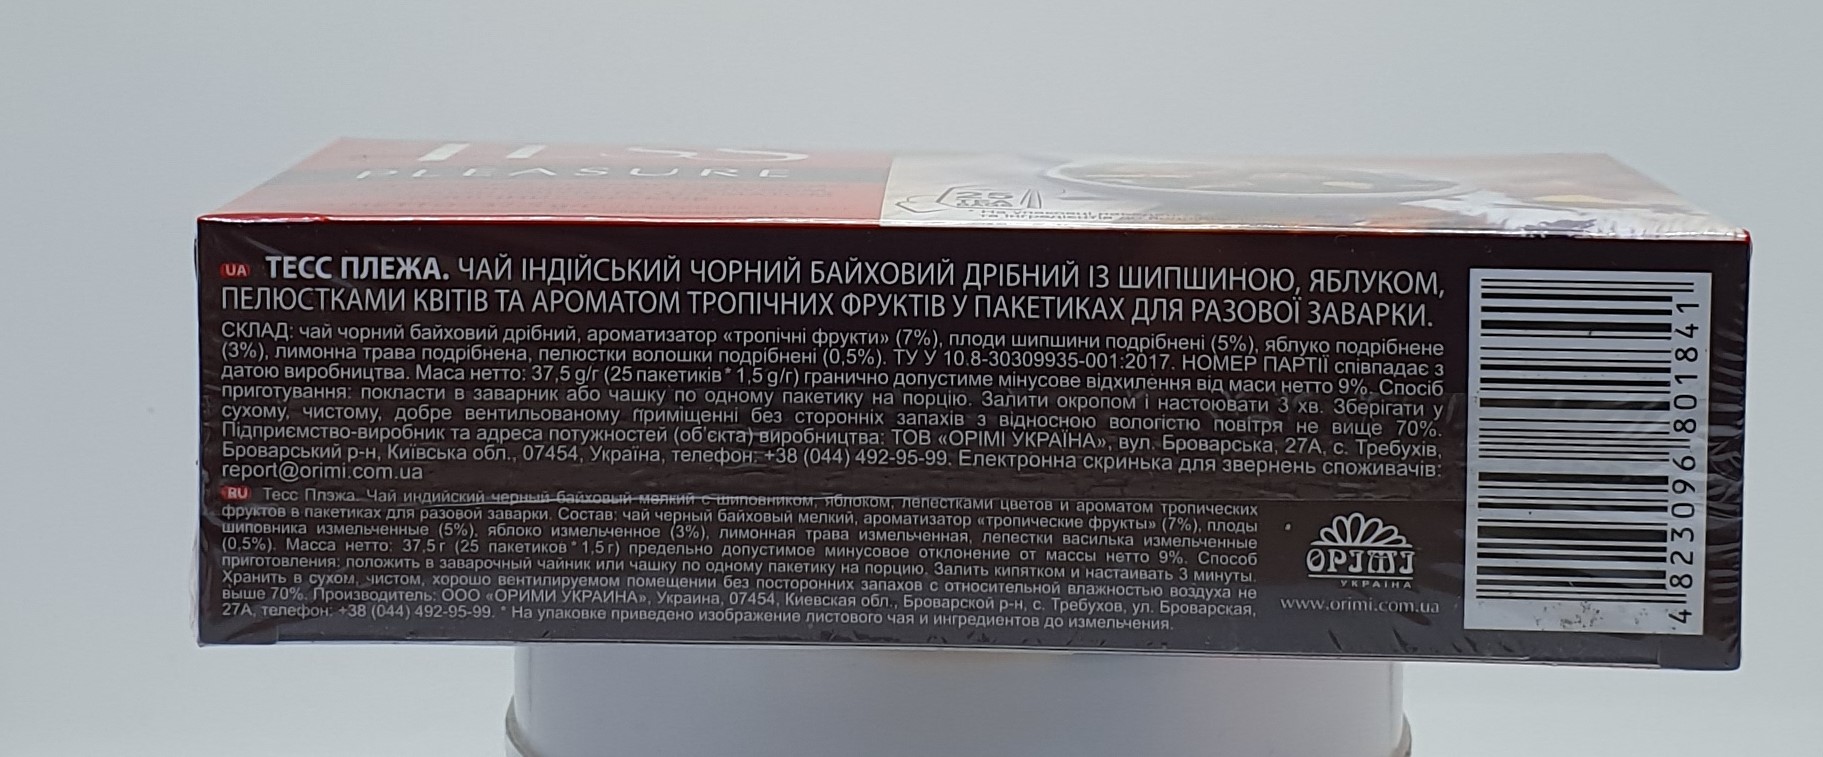 PLEASURE
25
TEA
BAGS
UA ТЕСС ПЛЕЖА. ЧАЙ ІНДІЙСЬКИЙ ЧОРНИЙ БАЙХОВИЙ ДРІБНИЙ ІЗ ШИПШИНОЮ, ЯБЛУКОМ,
ПЕЛЮСТКАМИ КВІТІВ ТА АРОМАТОМ ТРОПІЧНИХ ФРУКТІВ У ПАКЕТИКАХ ДЛЯ РАЗОВОЇ ЗАВАРКИ.
СКЛАД: чай чорний байховий дрібний, ароматизатор «тропічні фрукти» (7%), плоди шипшини подрібнені (5%), яблуко подрібнене
(3%), лимонна трава подрібнена, пелюстки волошки подрібнені (0,5%). ТУ У 10.8-30309935-001:2017. НОМЕР ПАРТІЇ співпадає з
датою виробництва. Маса нетто: 37,5 g/г (25 пакетиків * 1,5 g/г) гранично допустиме мінусове відхилення від маси нетто 9%. Спосіб
приготування: покласти в заварник або чашку по одному пакетику на порцію. Залити окропом і настоювати 3 хв. Зберігати у
сухому, чистому, добре вентильованому приміщенні без сторонніх запахів з відносною вологістю повітря не вище 70%.
Підприємство-виробник та адреса потужностей (об'єкта) виробництва: ТОВ «ОРІМІ УКРАЇНА», вул. Броварська, 27А, с. Требухів,
Броварський р-н, Київська обл., 07454, Україна, телефон: +38 (044) 492-95-99. Електронна скринька для звернень споживачів:
report@orimi.com.ua
RU Тесс Плэжа. Чай индийский черный байховый мелкий с шиповником, яблоком, лепестками цветов и ароматом тропических
фруктов в пакетиках для разовой заварки. Состав: чай черный байховый мелкий, ароматизатор «тропические фрукты» (7%), плоды
шиповника измельченные (5%), яблоко измельченное (3%), лимонная трава измельченная, лепестки василька измельченные
(0,5%). Масса нетто: 37,5 г (25 пакетиков * 1,5 г) предельно допустимое минусовое отклонение от массы нетто 9%. Способ
приготовления: положить в заварочный чайник или чашку по одному пакетику на порцию. Залить кипятком и настаивать 3 минуты.
Хранить в сухом, чистом, хорошо вентилируемом помещении без посторонних запахов с относительной влажностью воздуха не
выше 70%. Производитель: ООО «ОРИМИ УКРАИНА», Украина, 07454, Киевская обл., Броварской р-н, с. Требухов, ул. Броварская,
27А, телефон: +38 (044) 492-95-99. * На упаковке приведено изображение листового чая и ингредиентов до измельчения.
ОРІМІ
УКРАЇНА
www.orimi.com.ua
4 823096 801841